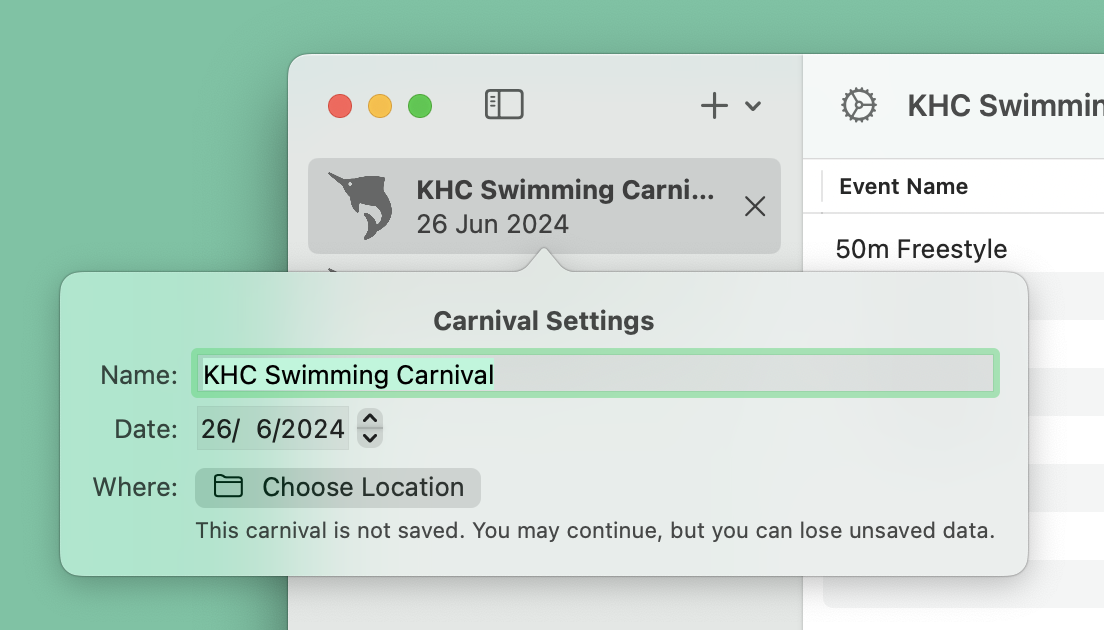 KHC Swimming Carni...
26 Jun 2024
KHC Swimmin
Event Name
50m Freestyle
Carnival Settings
Name: KHC Swimming Carnival
Date: 26/ 6/2024
Where: Choose Location
This carnival is not saved. You may continue, but you can lose unsaved data.